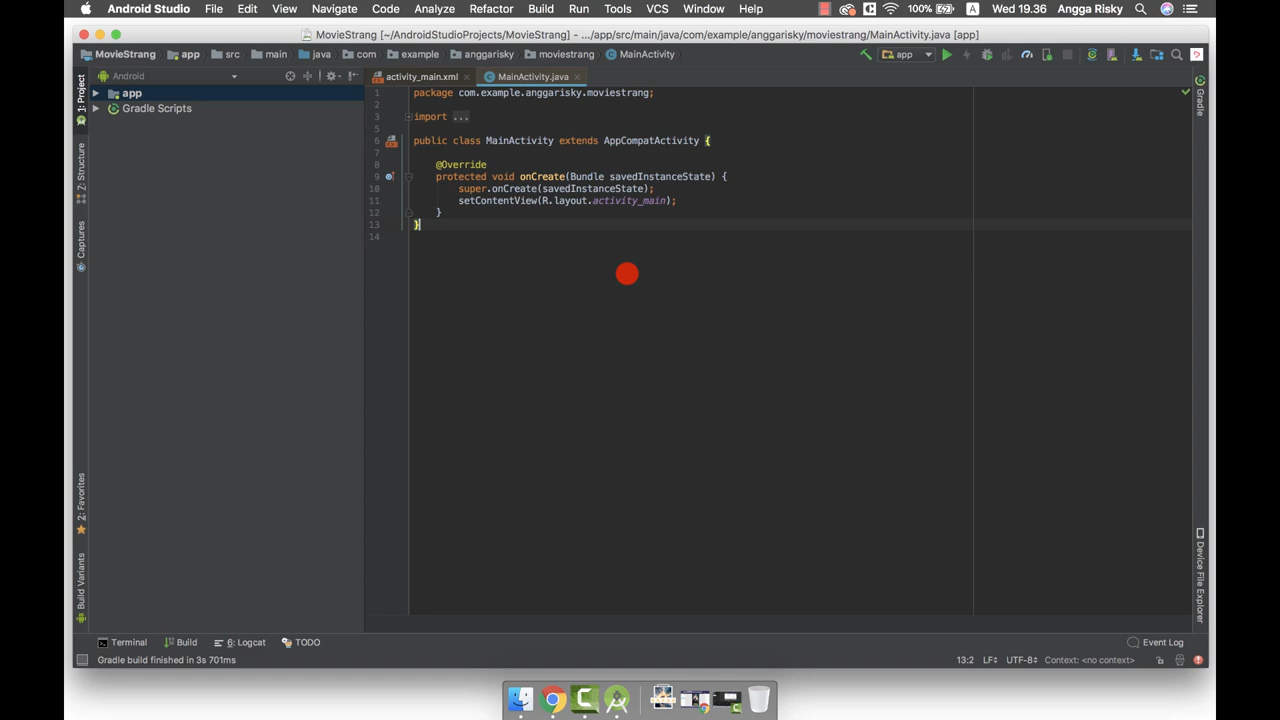 Android Studio File Edit View Navigate Code Analyze Refactor Build Run Tools VCS Window Help 100% A Wed 19.36 Angga Risky
MovieStrang [~/AndroidStudioProjects/MovieStrang] – .../app/src/main/java/com/example/anggarisky/moviestrang/MainActivity.java [app]
MovieStrang app src main java com example anggarisky moviestrang MainActivity app
1: Project
Android
activity_main.xml MainActivity.java
app
Gradle Scripts
1 package com.example.anggarisky.moviestrang;
2
3 import ...
5
6 public class MainActivity extends AppCompatActivity {
7
8 @Override
9 protected void onCreate(Bundle savedInstanceState) {
10 super.onCreate(savedInstanceState);
11 setContentView(R.layout.activity_main);
12 }
13 }
14
Gradle
Z: Structure
Captures
2: Favorites
Build Variants
Device File Explorer
Terminal Build 6: Logcat TODO Event Log
Gradle build finished in 3s 701ms 13:2 LF UTF-8 Context: <no context>